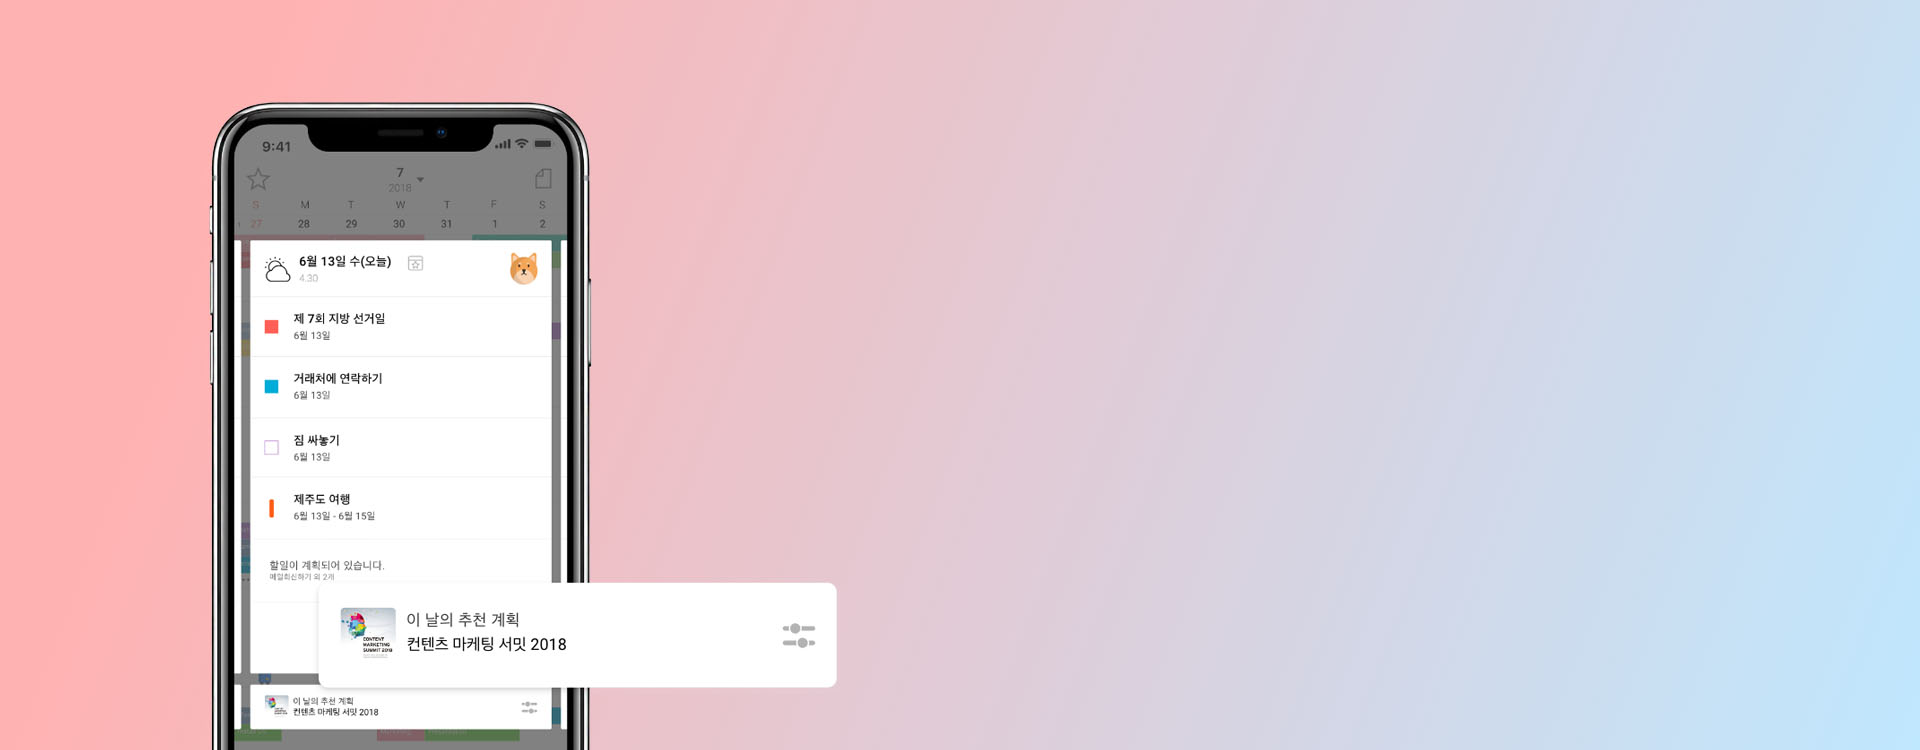 9:41
7
2018
S M T W T F S
27 28 29 30 31 1 2
6월 13일 수(오늘)
4.30
제 7회 지방 선거일
6월 13일
거래처에 연락하기
6월 13일
짐 싸놓기
6월 13일
제주도 여행
6월 13일 - 6월 15일
할일이 계획되어 있습니다.
메일회신하기 외 2개
이 날의 추천 계획
컨텐츠 마케팅 서밋 2018
CONTENT
MARKETING
SUMMIT 2018
이 날의 추천 계획
컨텐츠 마케팅 서밋 2018